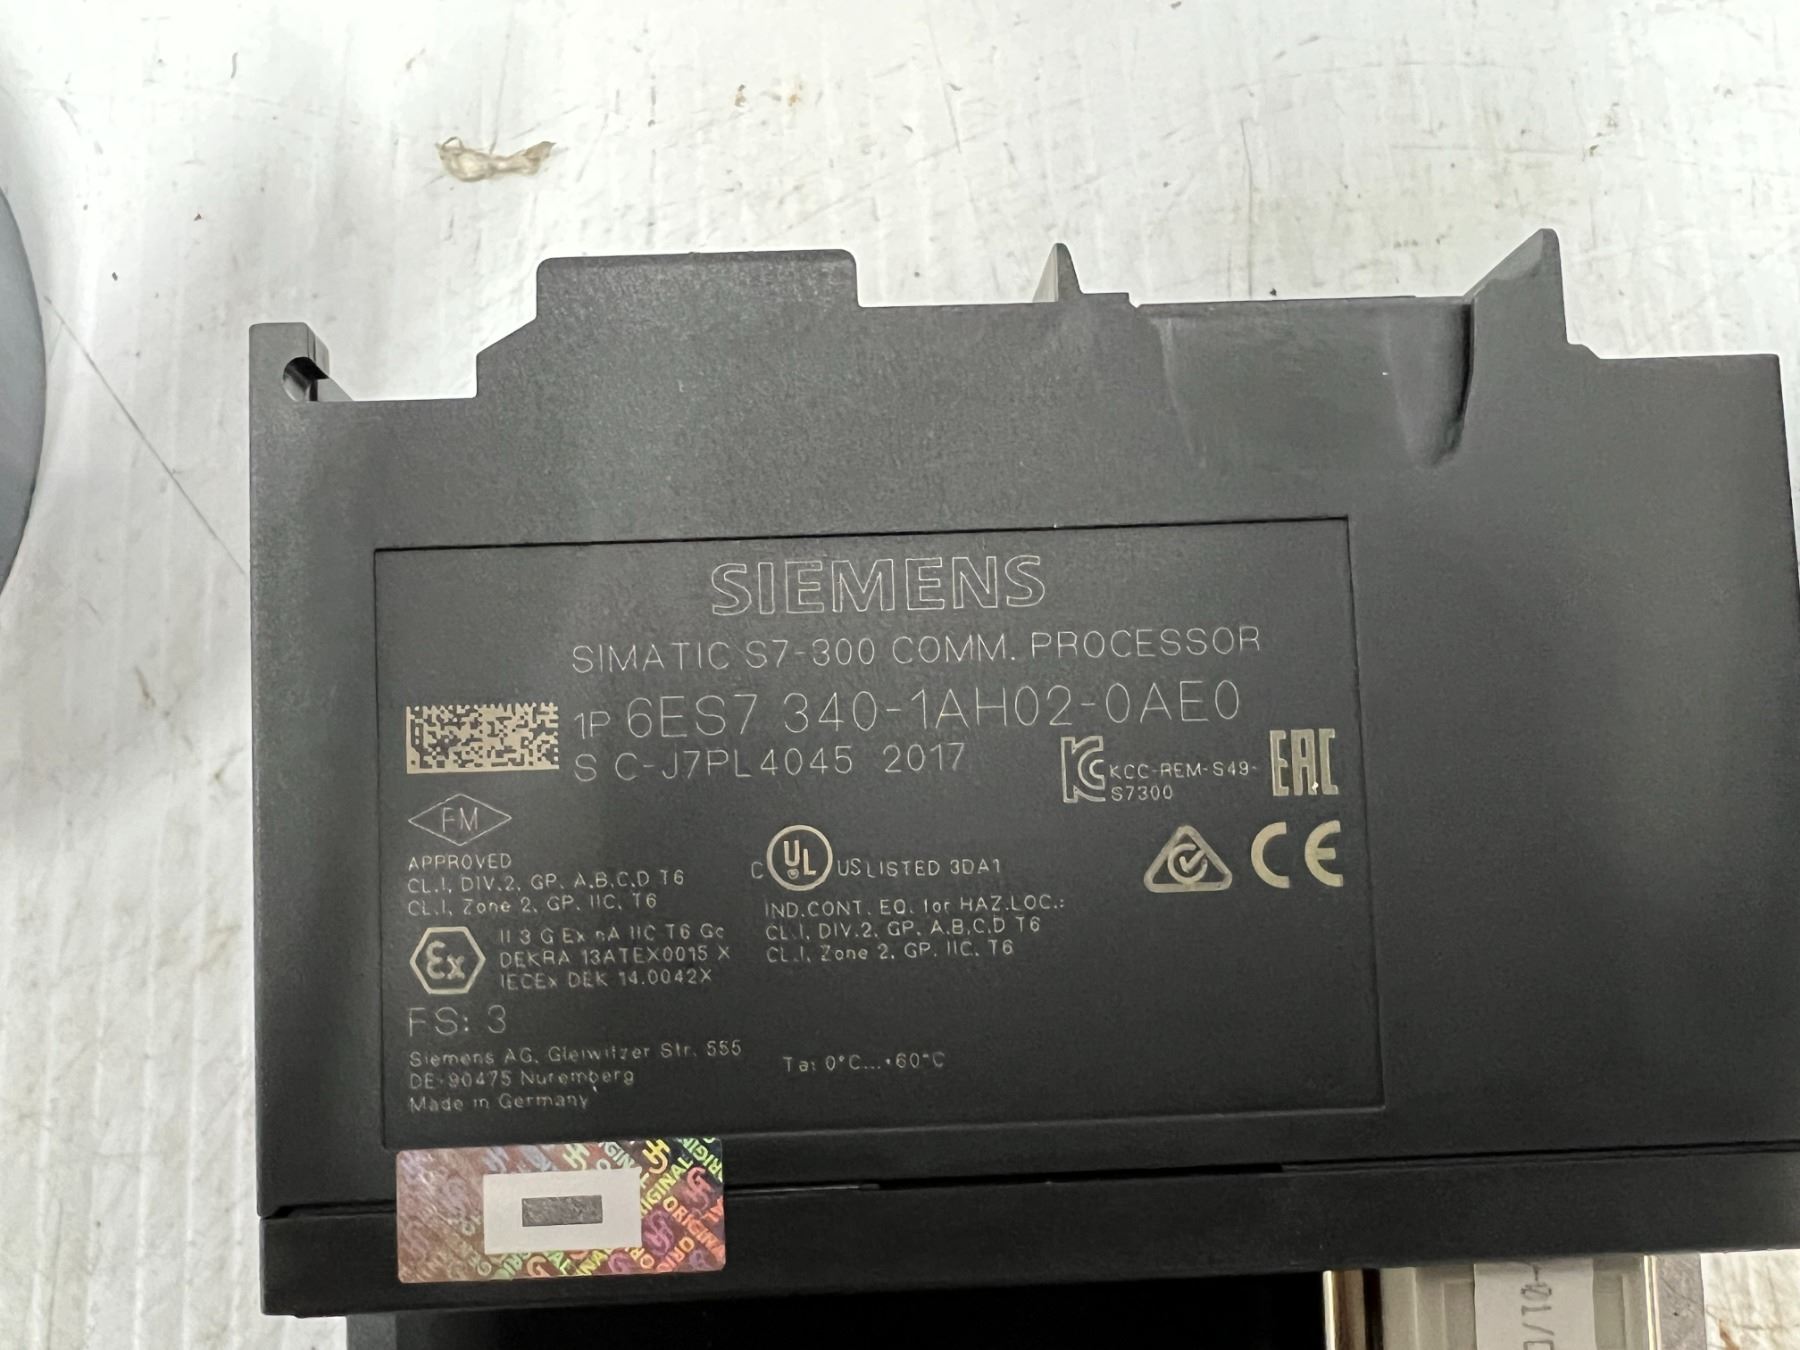 SIEMENS
SIMATIC S7-300 COMM. PROCESSOR
1P 6ES7 340-1AH02-0AE0
S C-J7PL4045 2017
KCC-REM-S49-
S7300
EAC
FM
APPROVED
CL.I, DIV.2, GP. A,B,C,D T6
CL.I, Zone 2, GP. IIC, T6
C UL US LISTED 3DA1
IND.CONT. EQ. for HAZ.LOC.:
CL.I, DIV.2, GP. A,B,C,D T6
CL.I, Zone 2, GP. IIC, T6
CE
Ex
II 3 G Ex nA IIC T6 Gc
DEKRA 13ATEX0015 X
IECEx DEK 14.0042X
FS: 3
Siemens AG, Gleiwitzer Str. 555
DE-90475 Nuremberg
Made in Germany
Ta: 0°C...+60°C
ORIGINAL